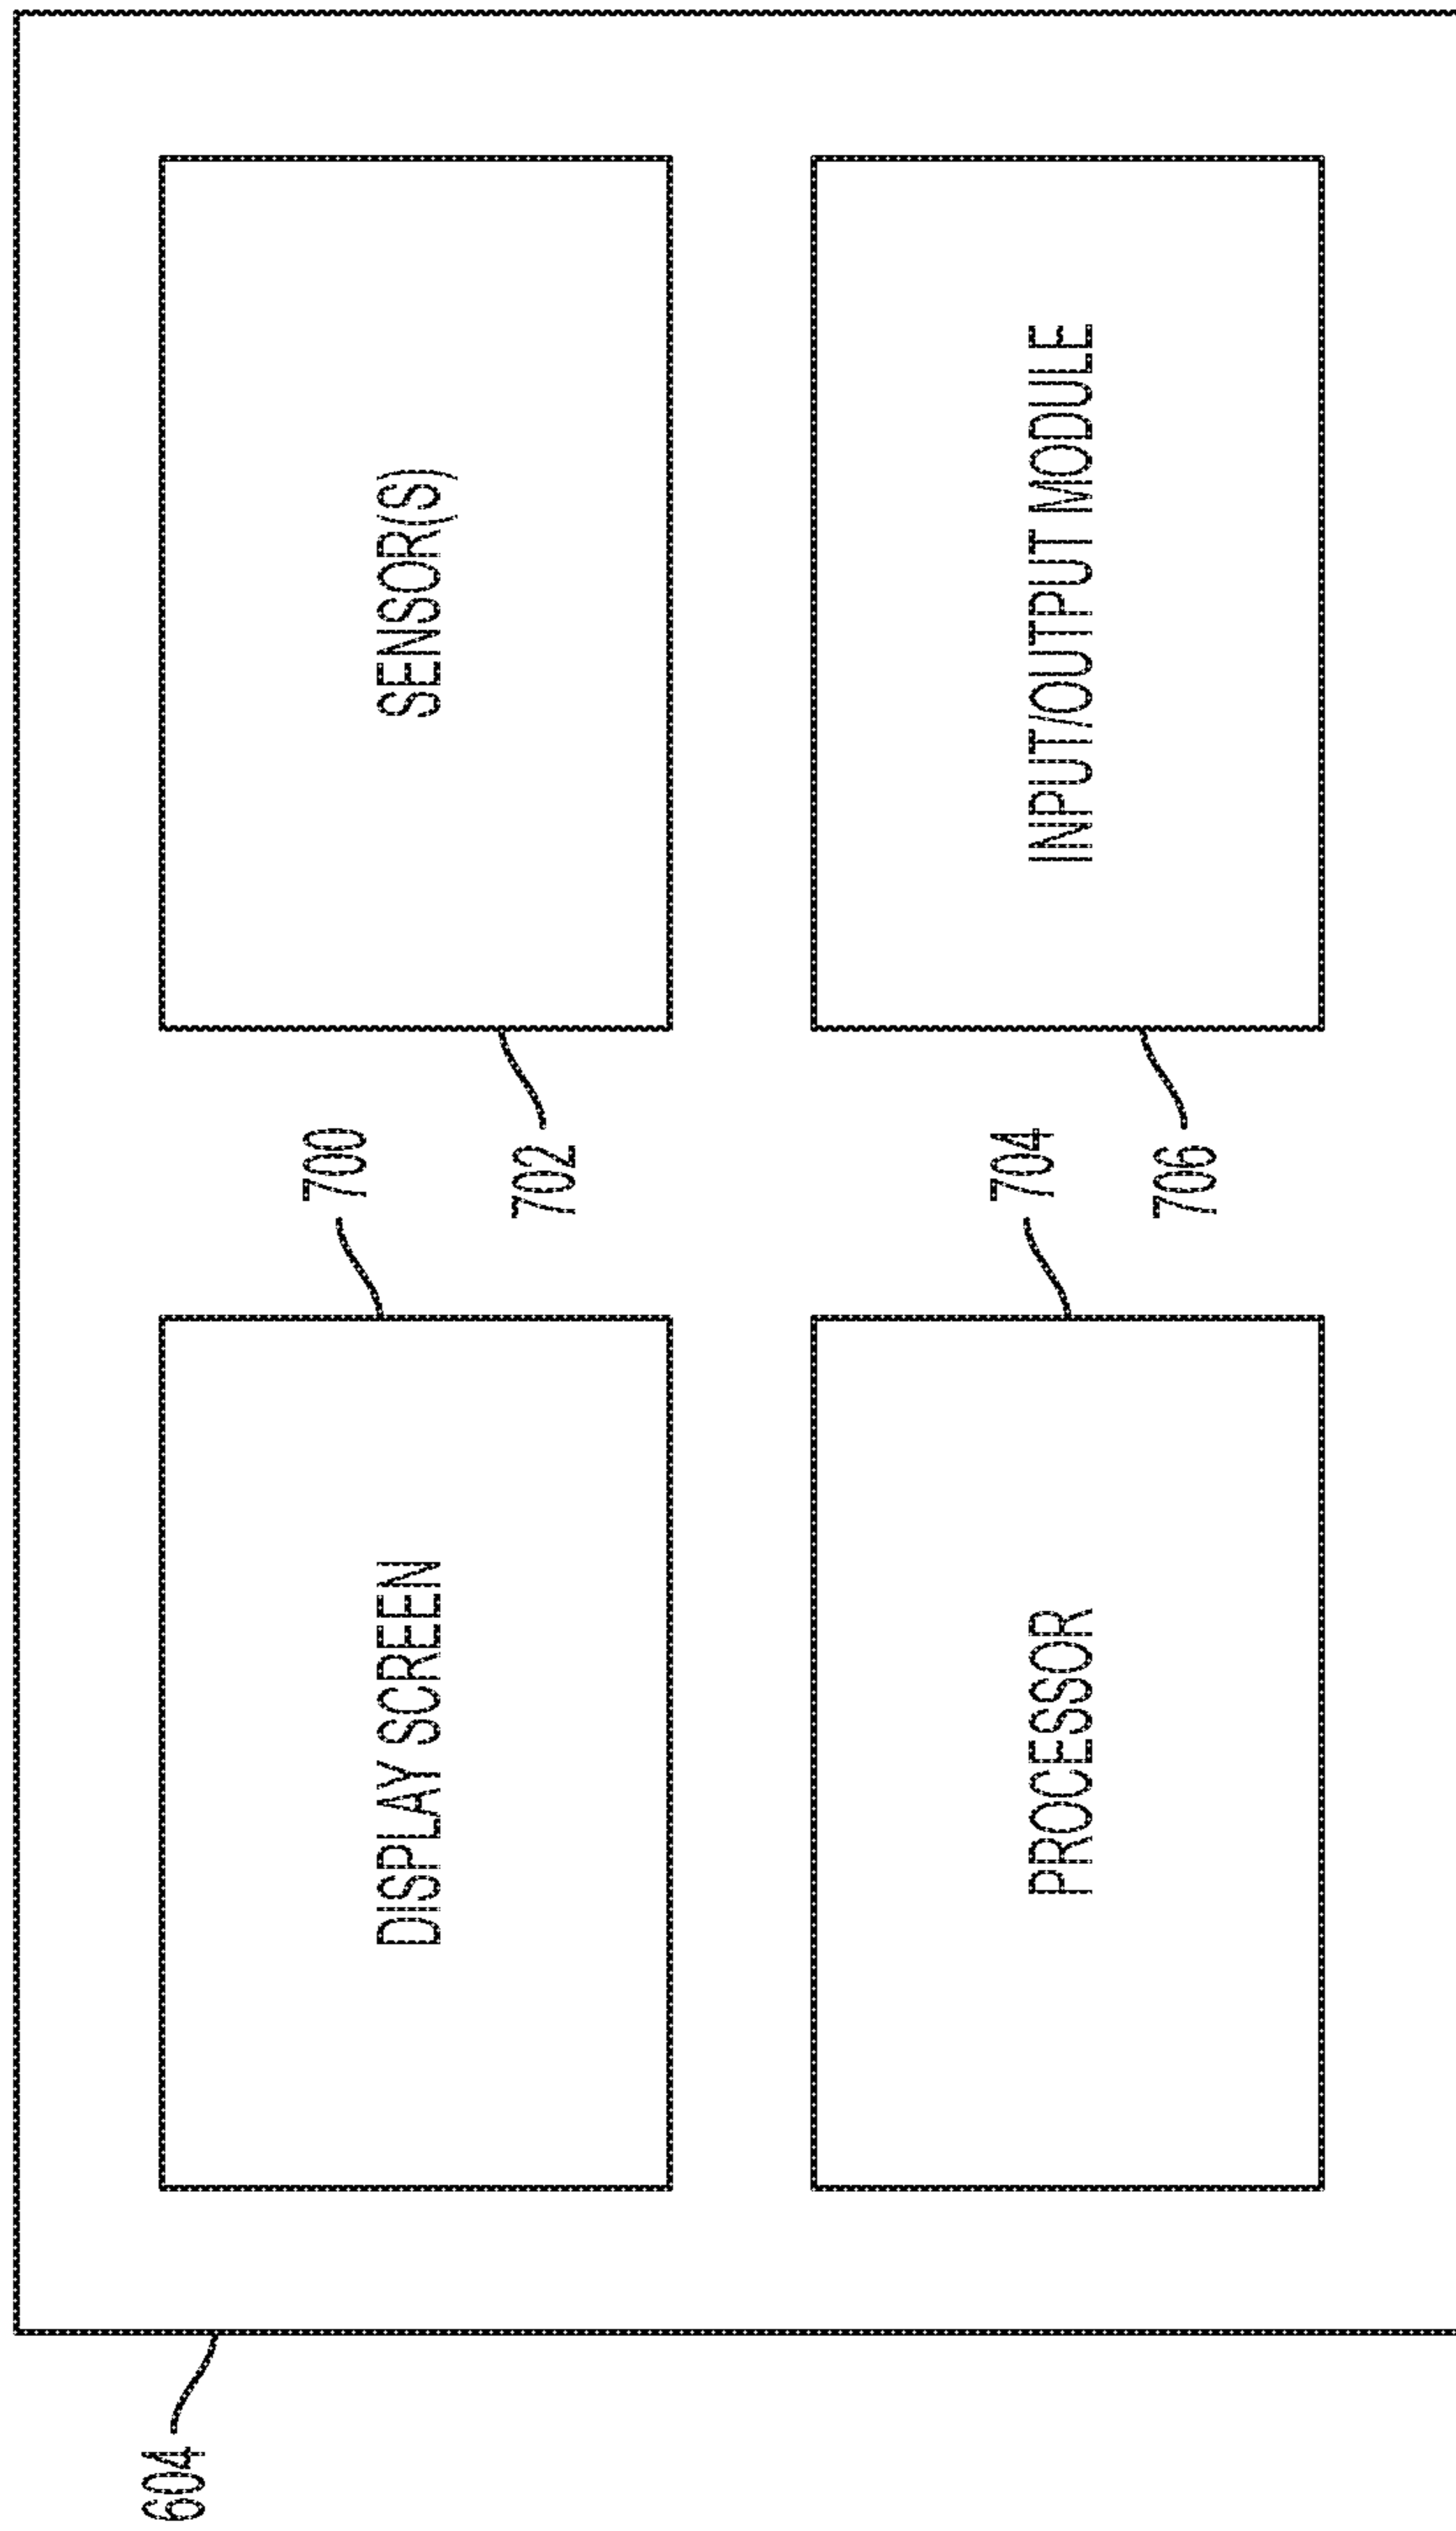 604
DISPLAY SCREEN
700
SENSOR(S)
702
PROCESSOR
704
INPUT/OUTPUT MODULE
706